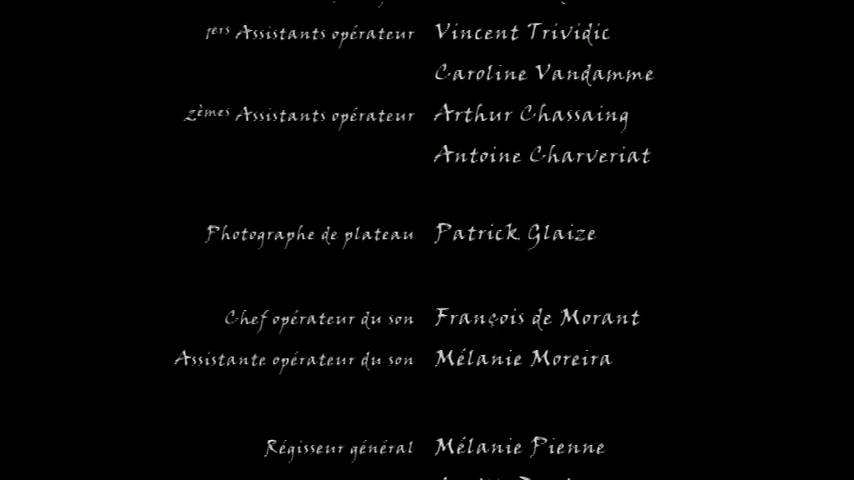 1ers Assistants opérateur Vincent Trividic
Caroline Vandamme
2èmes Assistants opérateur Arthur Chassaing
Antoine Charveriat
Photographe de plateau Patrick Glaize
Chef opérateur du son François de Morant
Assistante opérateur du son Mélanie Moreira
Régisseur général Mélanie Pienne